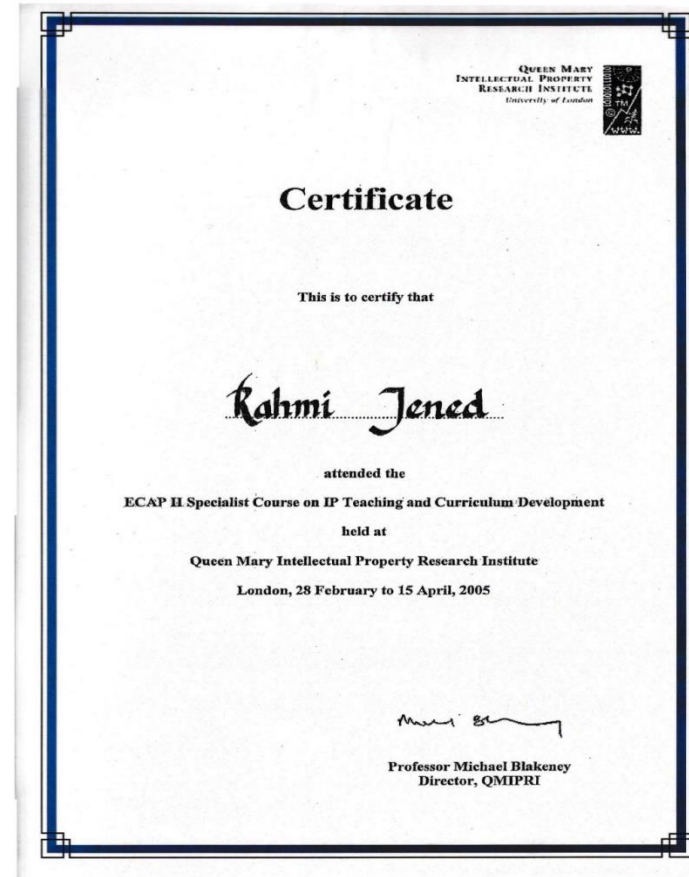 QUEEN MARY
INTELLECTUAL PROPERTY
RESEARCH INSTITUTE
University of London
© TM
www.
Certificate
This is to certify that
Rahmi Jened
attended the
ECAP II Specialist Course on IP Teaching and Curriculum Development
held at
Queen Mary Intellectual Property Research Institute
London, 28 February to 15 April, 2005
Professor Michael Blakeney
Director, QMIPRI